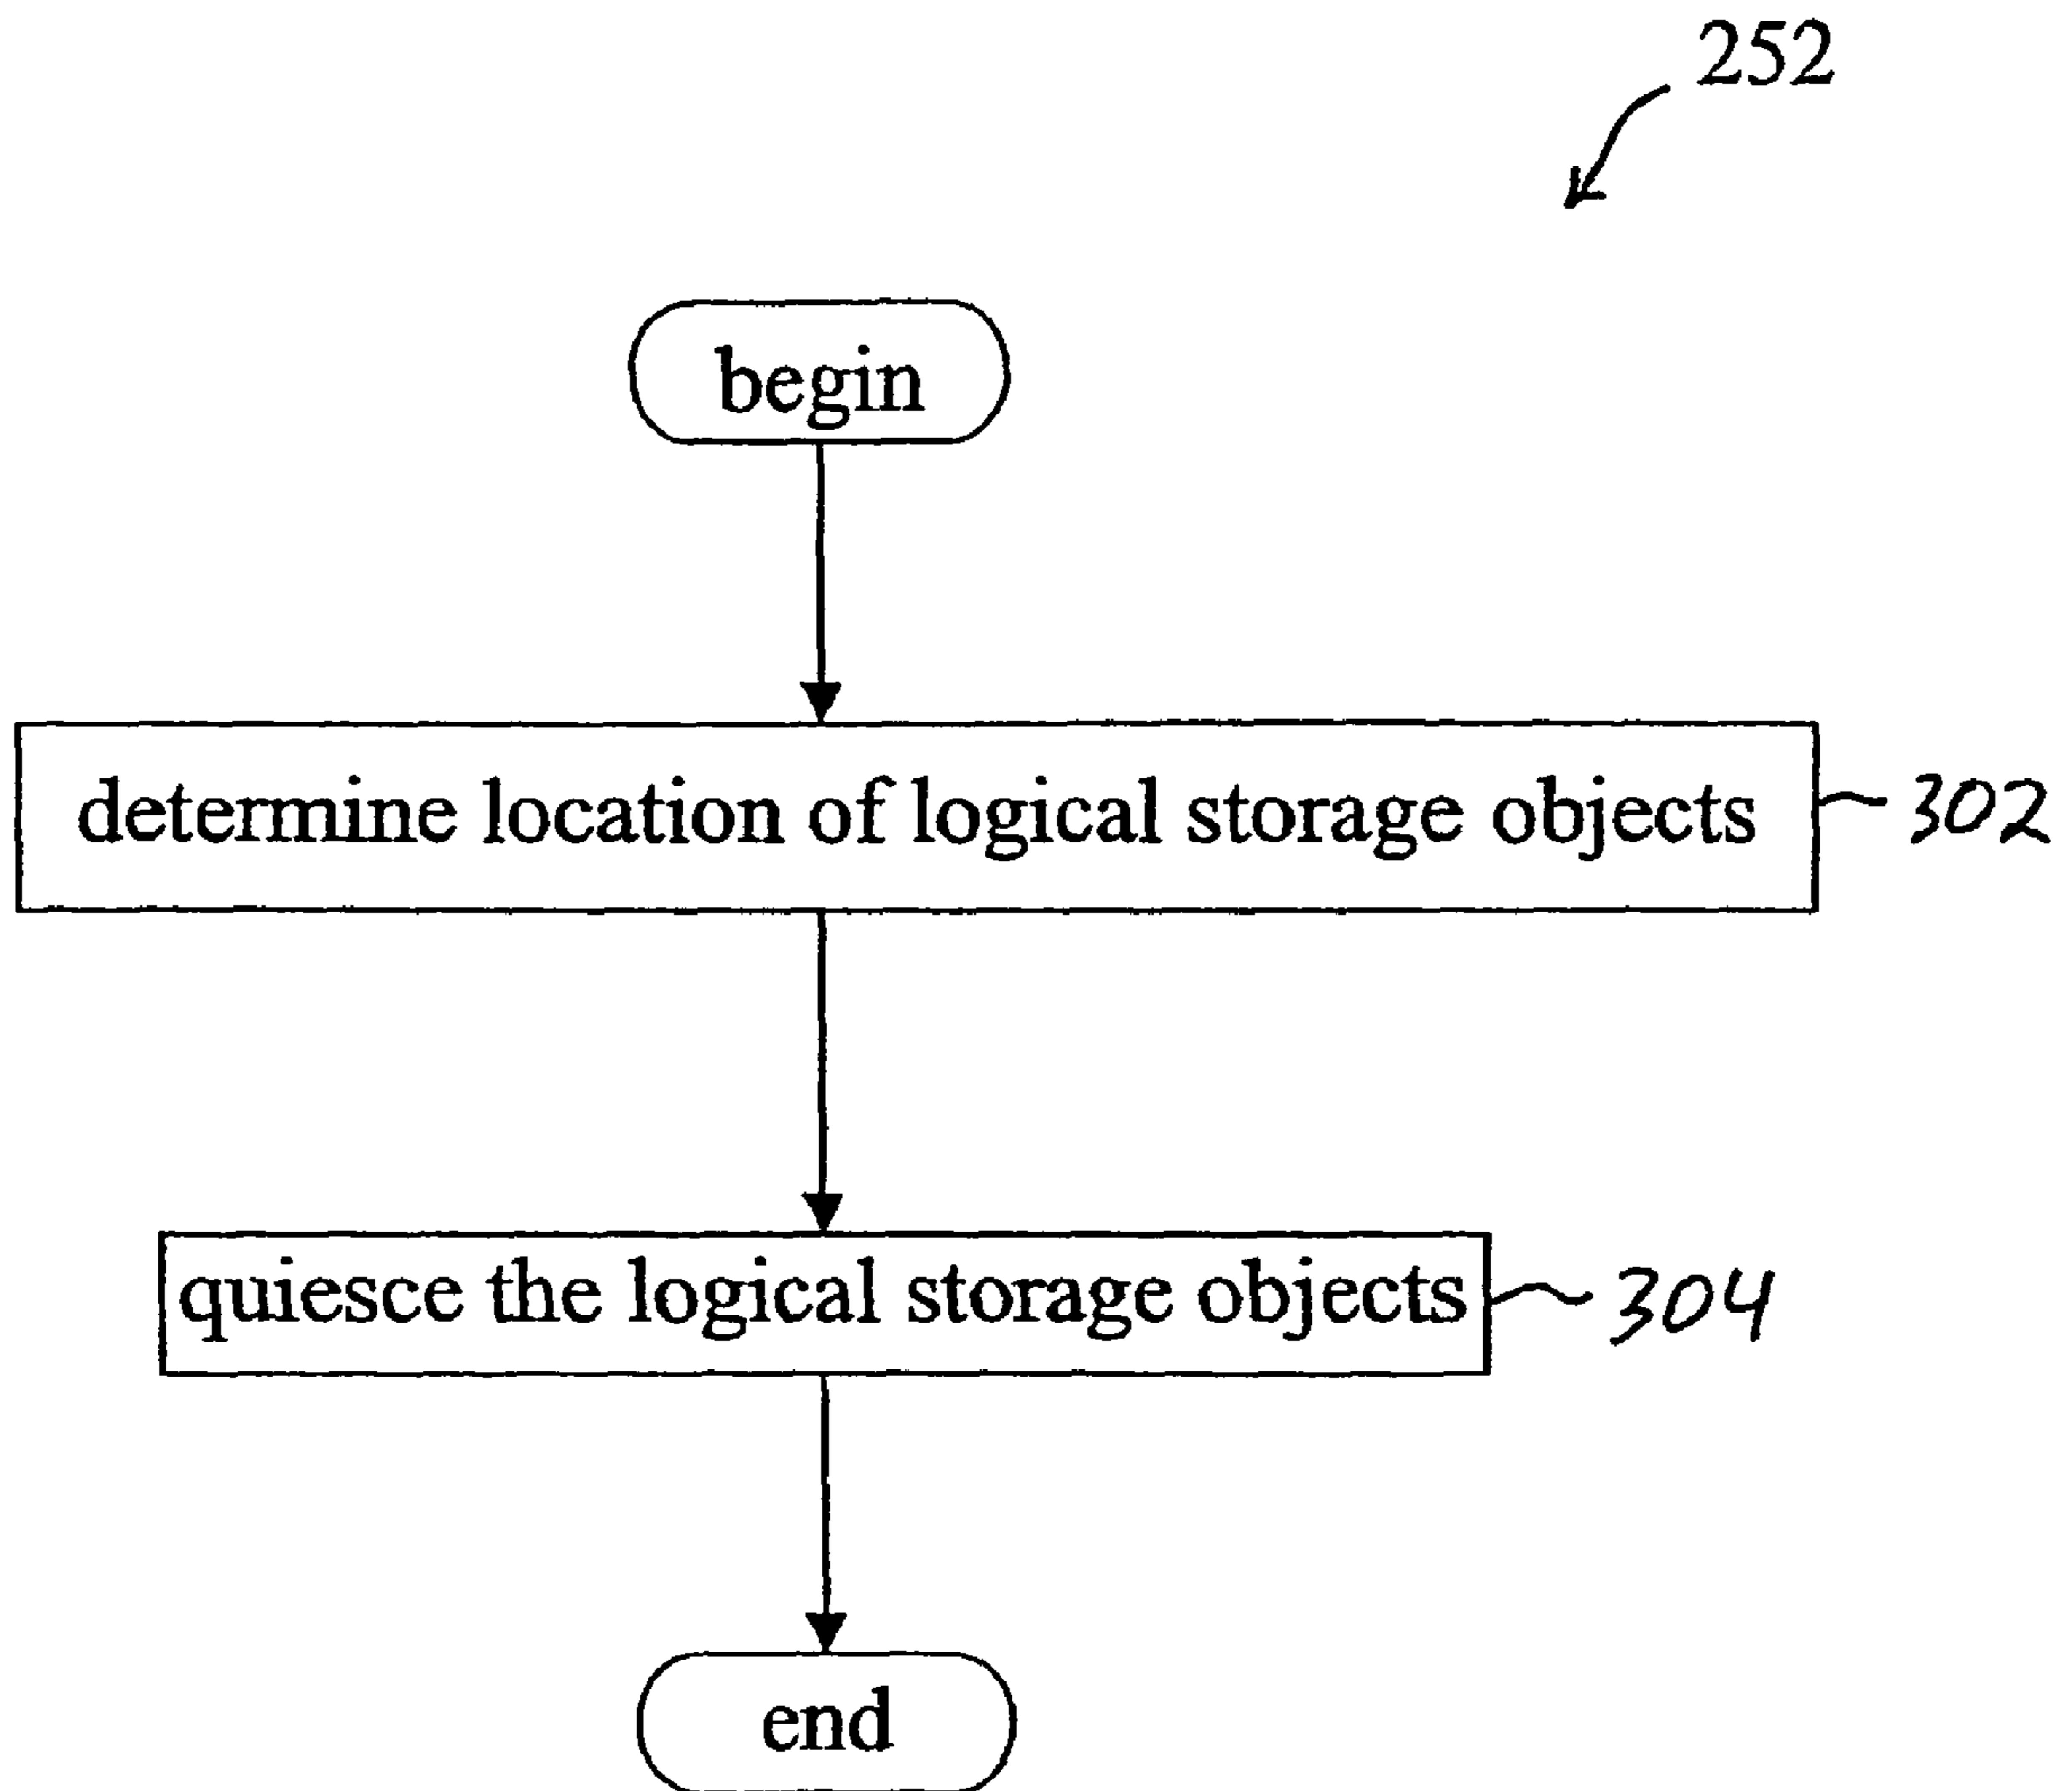 252
begin
determine location of logical storage objects
302
quiesce the logical storage objects
304
end